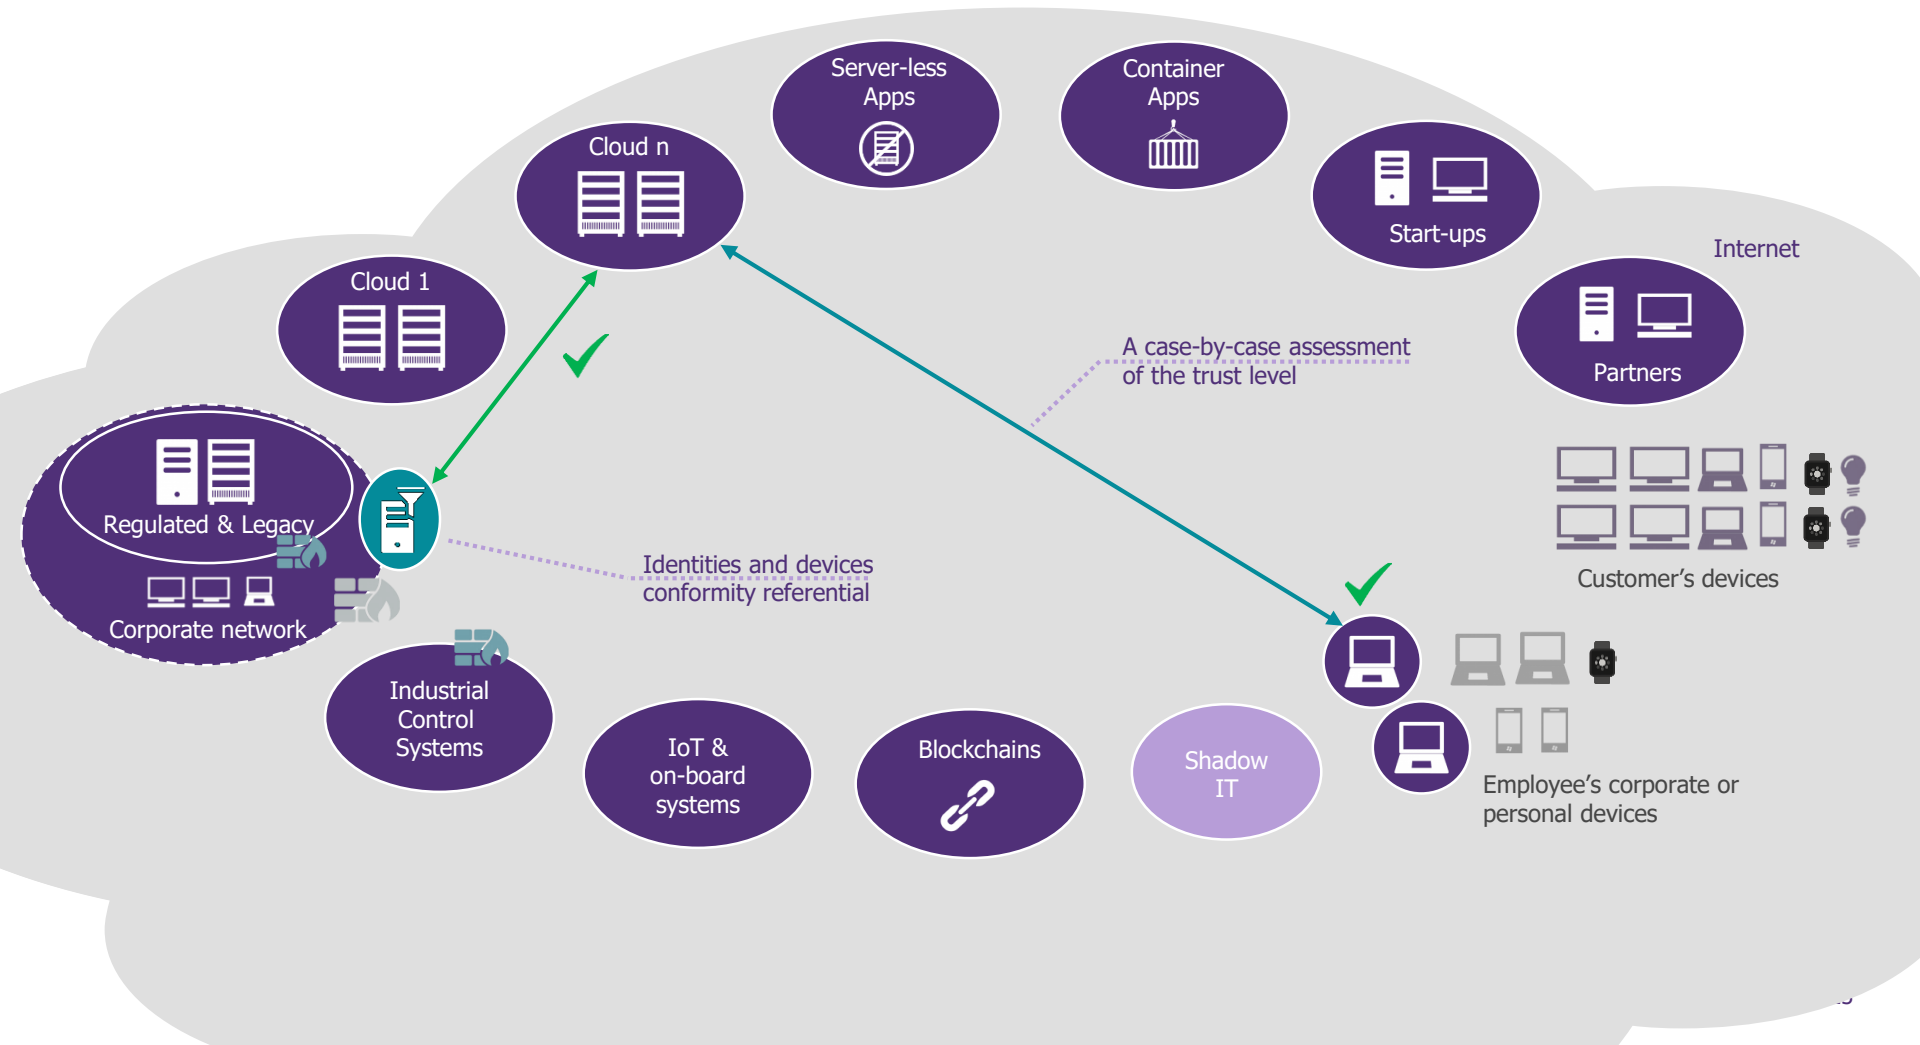 Server-less
Apps
Container
Apps
Cloud n
Start-ups
Internet
Cloud 1
A case-by-case assessment
of the trust level
Partners
Regulated & Legacy
Identities and devices
conformity referential
Customer’s devices
Corporate network
Industrial
Control
Systems
IoT &
on-board
systems
Blockchains
Shadow
IT
Employee’s corporate or
personal devices